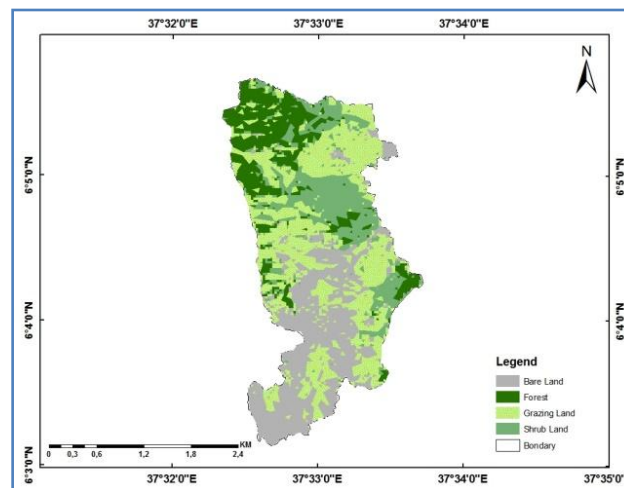 37°32'0"E 37°33'0"E 37°34'0"E
N
6°5'0"N 6°5'0"N
6°4'0"N 6°4'0"N
Legend
Bare Land
Forest
Grazing Land
Shrub Land
Bondary
KM
0 0,3 0,6 1,2 1,8 2,4
6°3'0"N 6°3'0"N
37°32'0"E 37°33'0"E 37°34'0"E 37°35'0"E